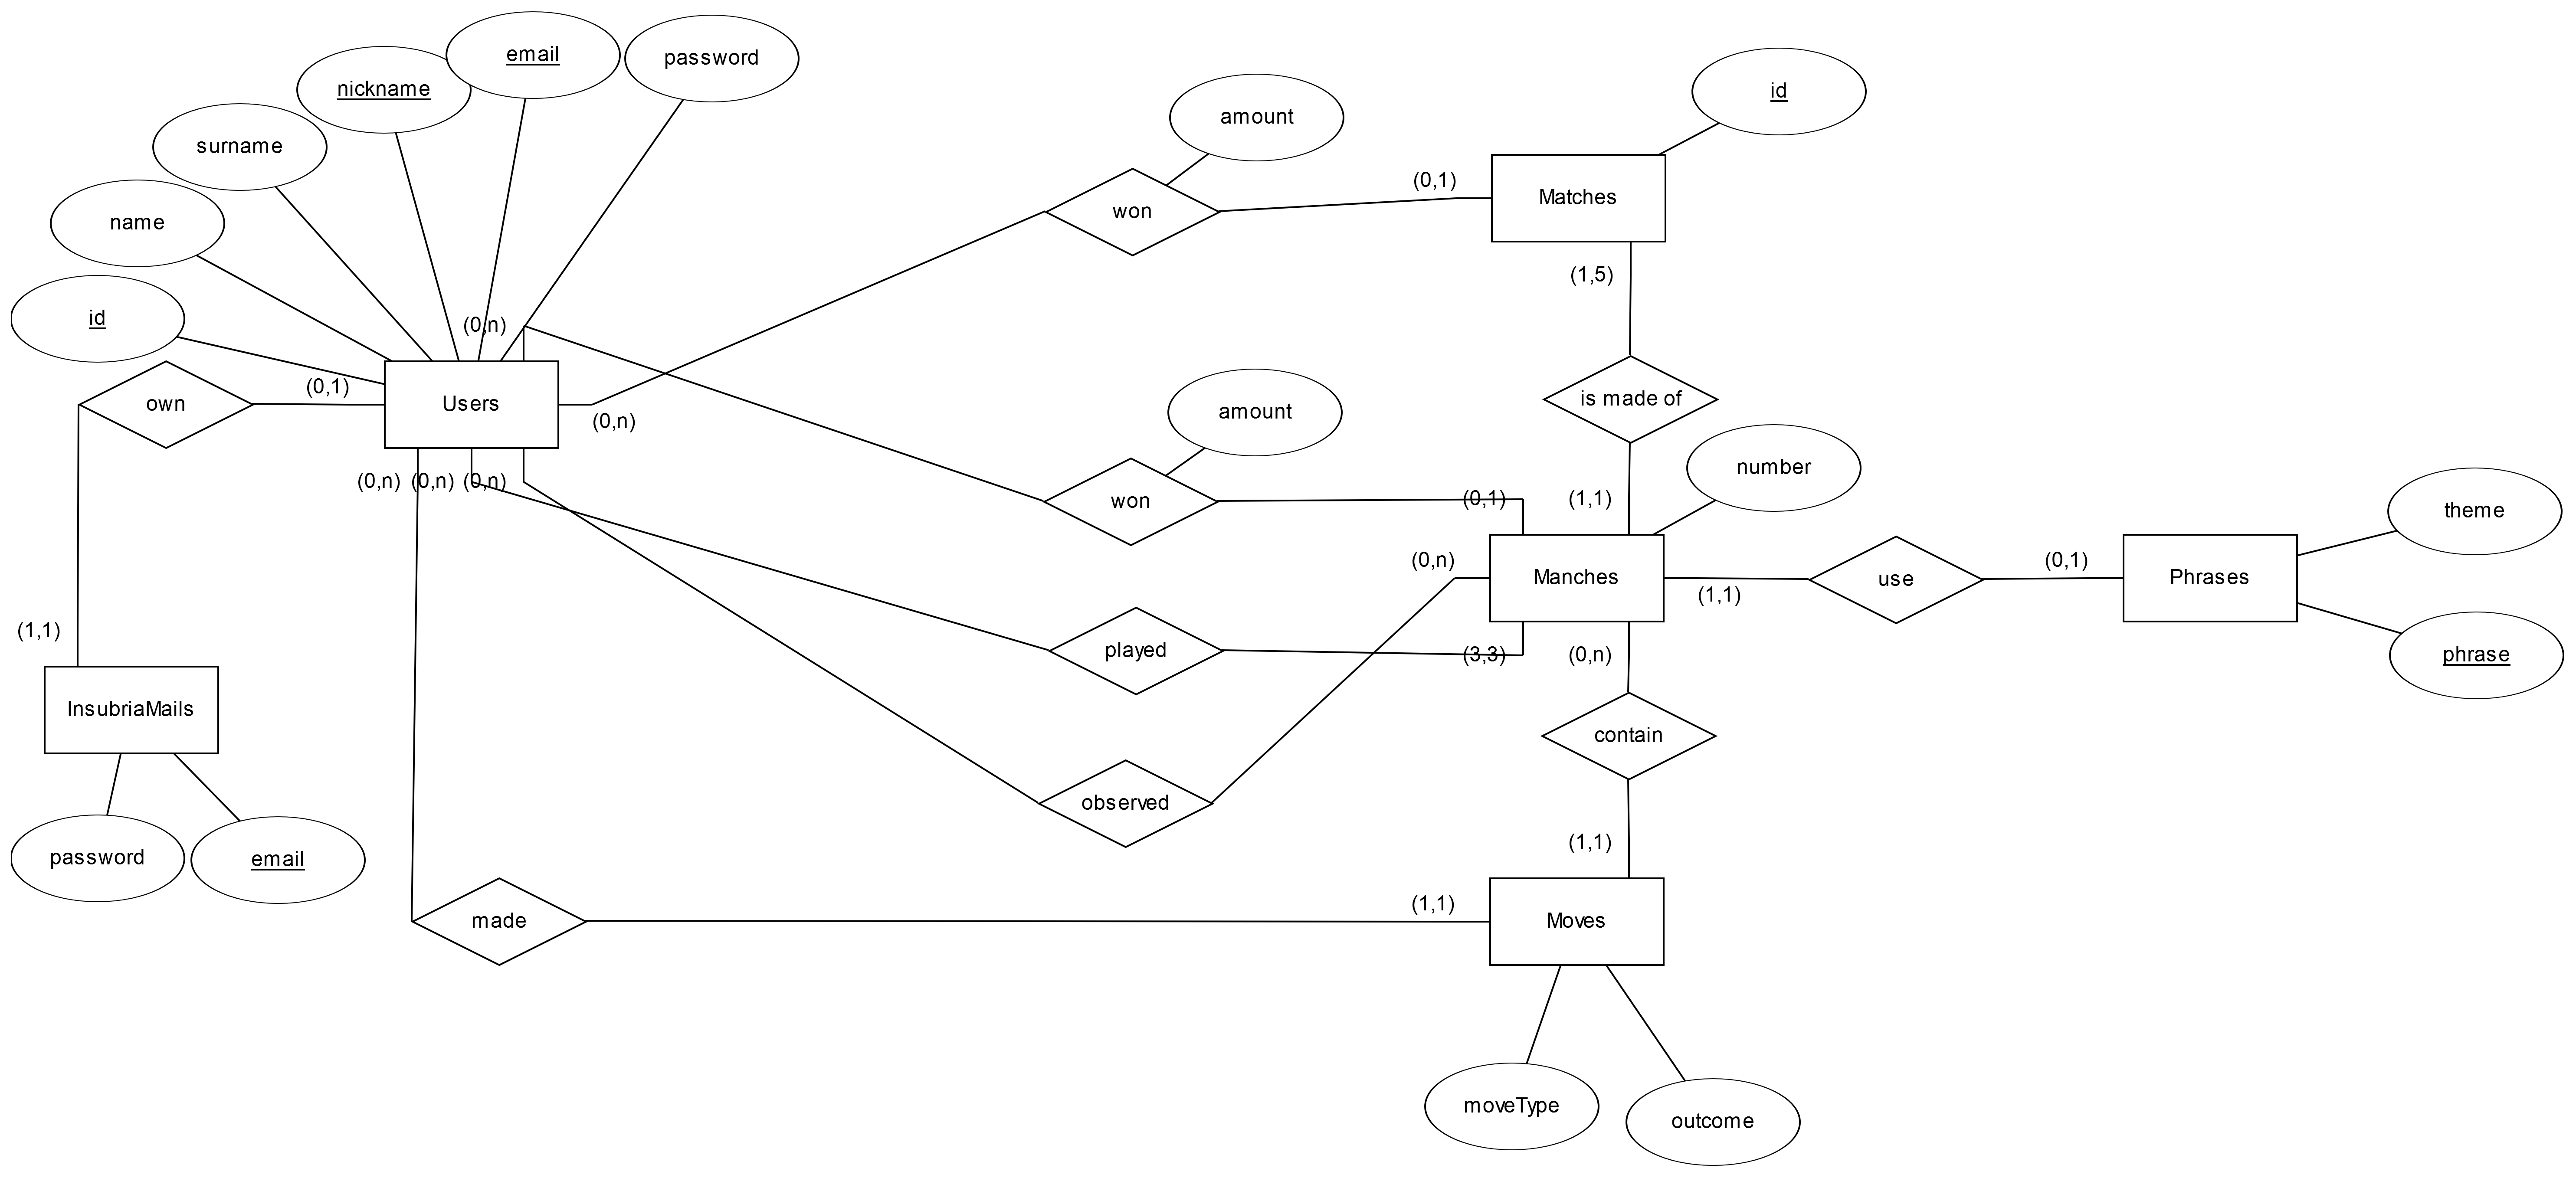 email
password
nickname
id
amount
surname
(0,1)
Matches
won
name
(1,5)
id
(0,n)
(0,1)
own
Users
(0,n)
is made of
amount
number
(0,n)
(0,n)
(0,n)
won
(0,1)
(1,1)
theme
(0,n)
Manches
(1,1)
use
(0,1)
Phrases
(1,1)
played
(3,3)
(0,n)
phrase
InsubriaMails
contain
observed
(1,1)
password
email
made
(1,1)
Moves
moveType
outcome